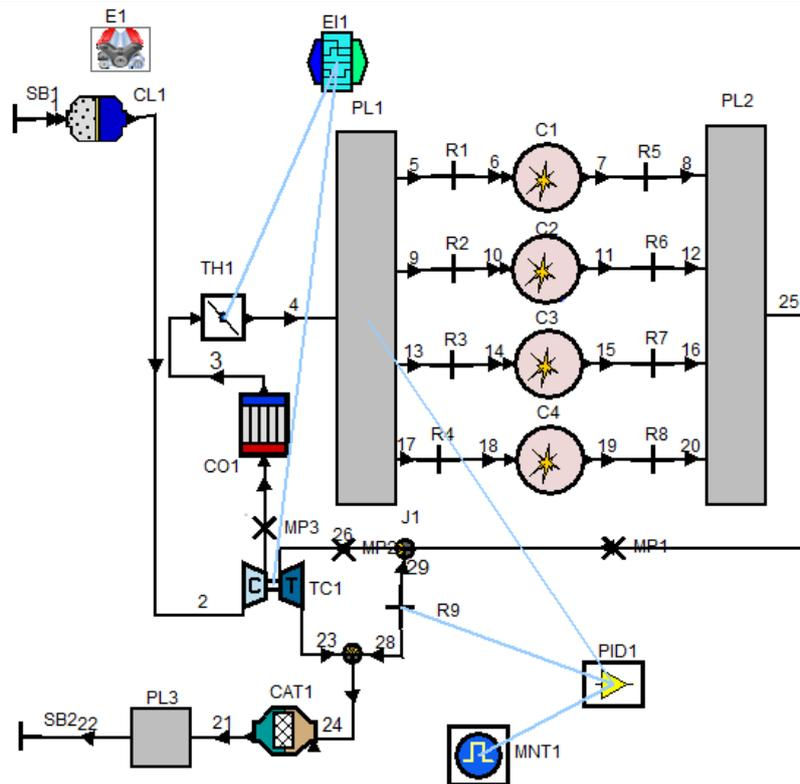 E1
EI1
SB1
1
CL1
PL1
PL2
C1
5
R1
6
7
R5
8
C2
9
R2
10
11
R6
12
TH1
4
25
C3
13
R3
14
15
R7
16
3
C4
17
R4
18
19
R8
20
CO1
J1
MP3
26
MP2
MP1
29
C
T
TC1
2
R9
23
28
PID1
CAT1
PL3
SB2
22
21
24
MNT1